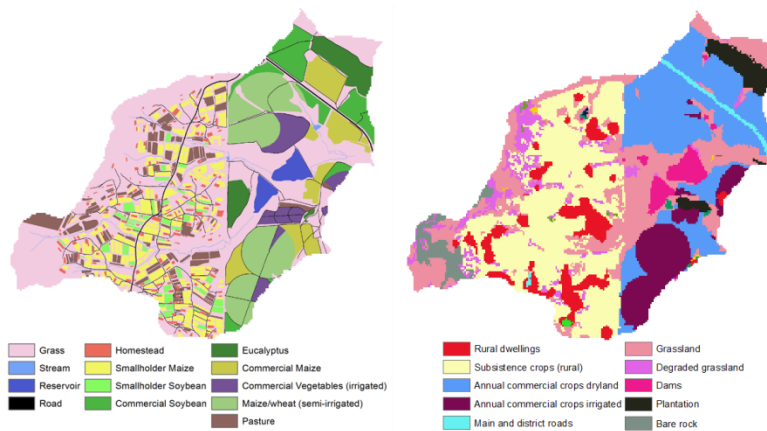 Grass
Stream
Reservoir
Road
Homestead
Smallholder Maize
Smallholder Soybean
Commercial Soybean
Eucalyptus
Commercial Maize
Commercial Vegetables (irrigated)
Maize/wheat (semi-irrigated)
Pasture
Rural dwellings
Subsistence crops (rural)
Annual commercial crops dryland
Annual commercial crops irrigated
Main and district roads
Grassland
Degraded grassland
Dams
Plantation
Bare rock